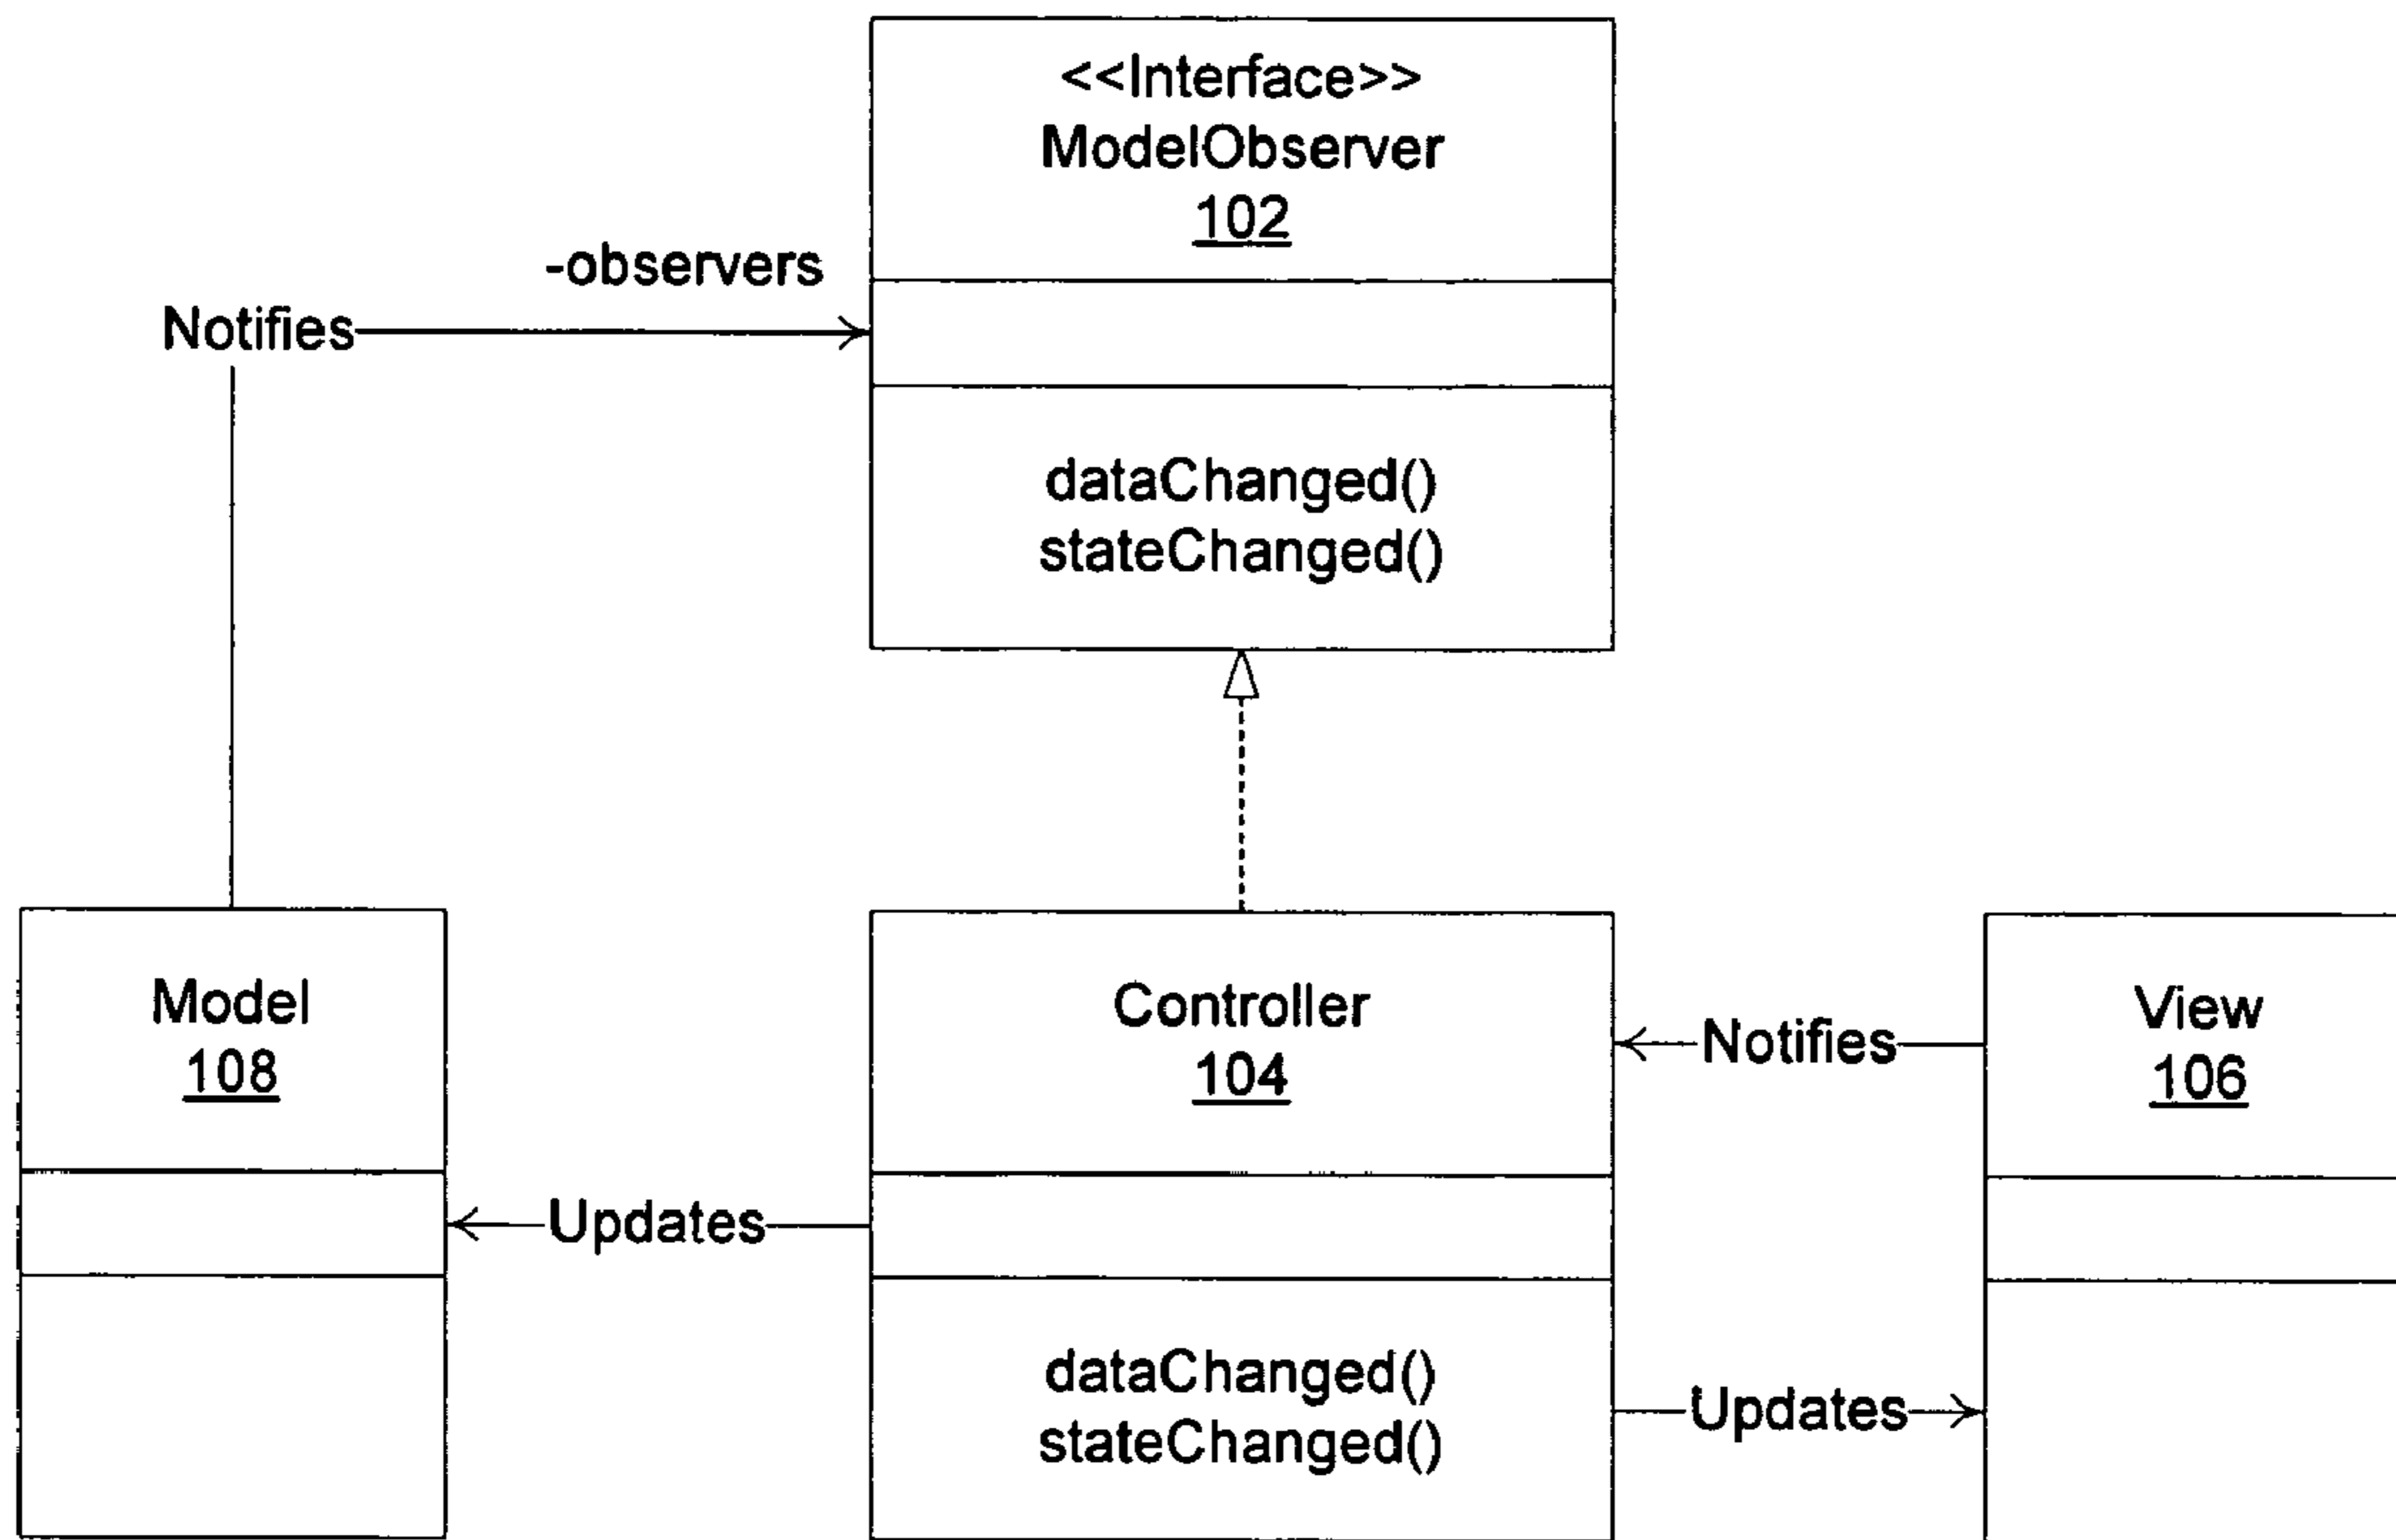 <<Interface>>
ModelObserver
102
-observers
Notifies
dataChanged()
stateChanged()
Model
108
Controller
104
Notifies
View
106
Updates
dataChanged()
stateChanged()
Updates